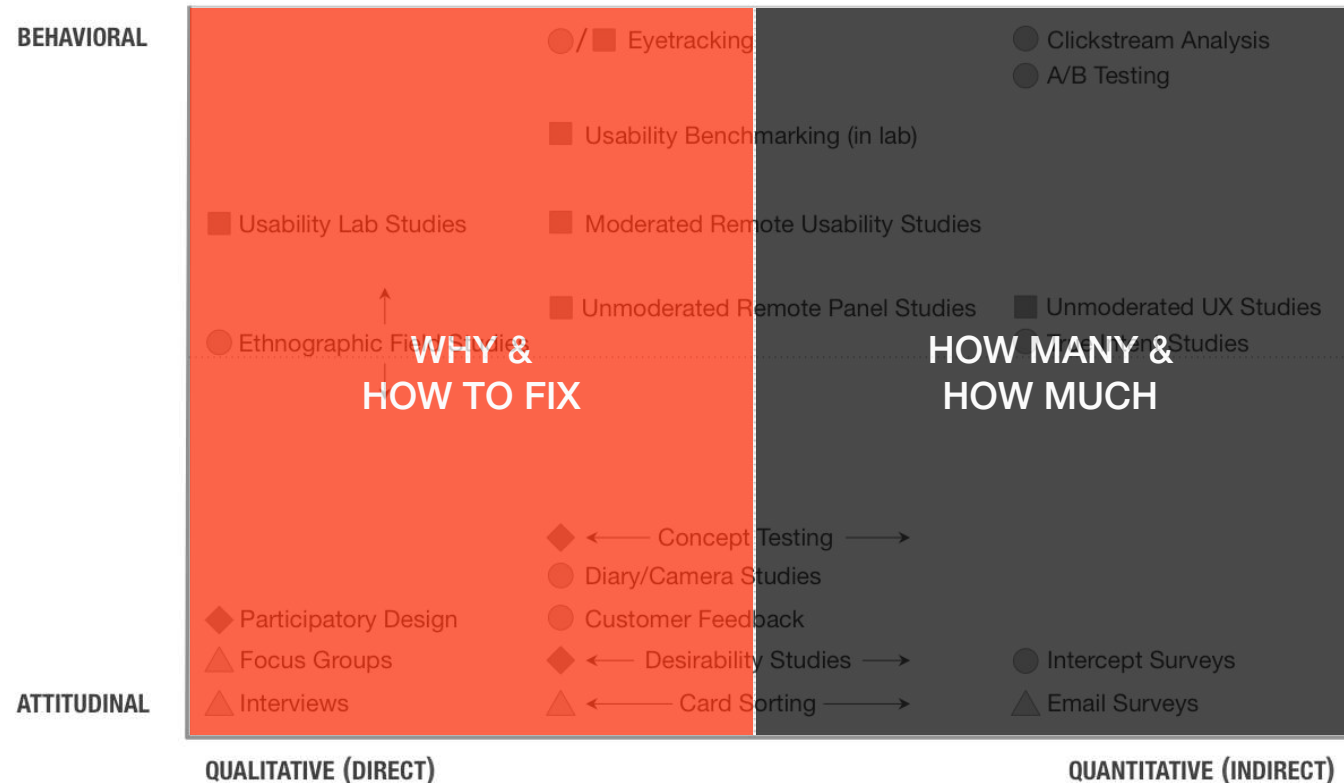 BEHAVIORAL
/ Eyetracking
Clickstream Analysis
A/B Testing
Usability Benchmarking (in lab)
Usability Lab Studies
Moderated Remote Usability Studies
Unmoderated Remote Panel Studies
Unmoderated UX Studies
Ethnographic Field Studies
Studies
WHY &
HOW TO FIX
HOW MANY &
HOW MUCH
Concept Testing
Diary/Camera Studies
Participatory Design
Customer Feedback
Focus Groups
Desirability Studies
Intercept Surveys
ATTITUDINAL
Interviews
Card Sorting
Email Surveys
QUALITATIVE (DIRECT)
QUANTITATIVE (INDIRECT)